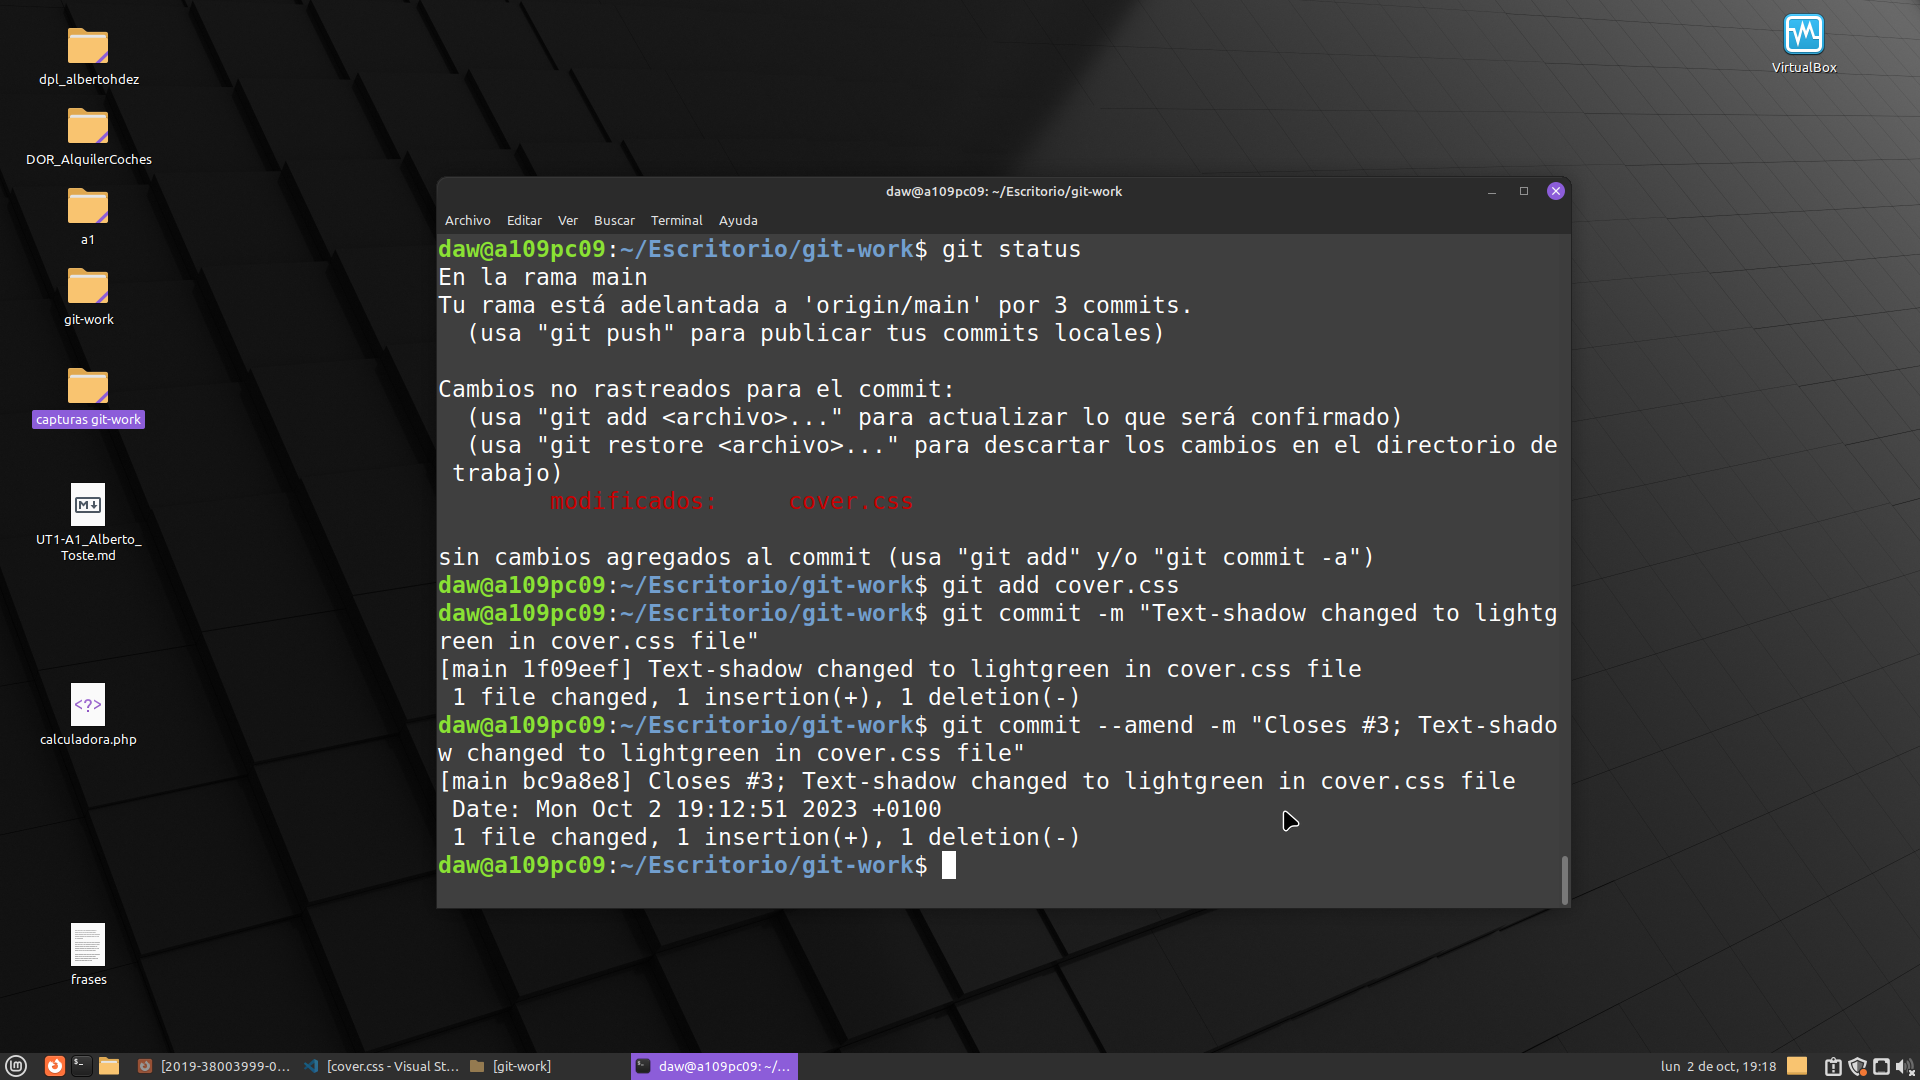 dpl_albertohdez
DOR_AlquilerCoches
a1
git-work
capturas git-work
UT1-A1_Alberto_
Toste.md
calculadora.php
frases
VirtualBox
daw@a109pc09: ~/Escritorio/git-work
Archivo Editar Ver Buscar Terminal Ayuda
daw@a109pc09:~/Escritorio/git-work$ git status
En la rama main
Tu rama está adelantada a 'origin/main' por 3 commits.
  (usa "git push" para publicar tus commits locales)
Cambios no rastreados para el commit:
  (usa "git add <archivo>..." para actualizar lo que será confirmado)
  (usa "git restore <archivo>..." para descartar los cambios en el directorio de
 trabajo)
        modificados:     cover.css
sin cambios agregados al commit (usa "git add" y/o "git commit -a")
daw@a109pc09:~/Escritorio/git-work$ git add cover.css
daw@a109pc09:~/Escritorio/git-work$ git commit -m "Text-shadow changed to lightg
reen in cover.css file"
[main 1f09eef] Text-shadow changed to lightgreen in cover.css file
 1 file changed, 1 insertion(+), 1 deletion(-)
daw@a109pc09:~/Escritorio/git-work$ git commit --amend -m "Closes #3; Text-shado
w changed to lightgreen in cover.css file"
[main bc9a8e8] Closes #3; Text-shadow changed to lightgreen in cover.css file
 Date: Mon Oct 2 19:12:51 2023 +0100
 1 file changed, 1 insertion(+), 1 deletion(-)
daw@a109pc09:~/Escritorio/git-work$
[2019-38003999-0... [cover.css - Visual St... [git-work] daw@a109pc09: ~/... lun 2 de oct, 19:18